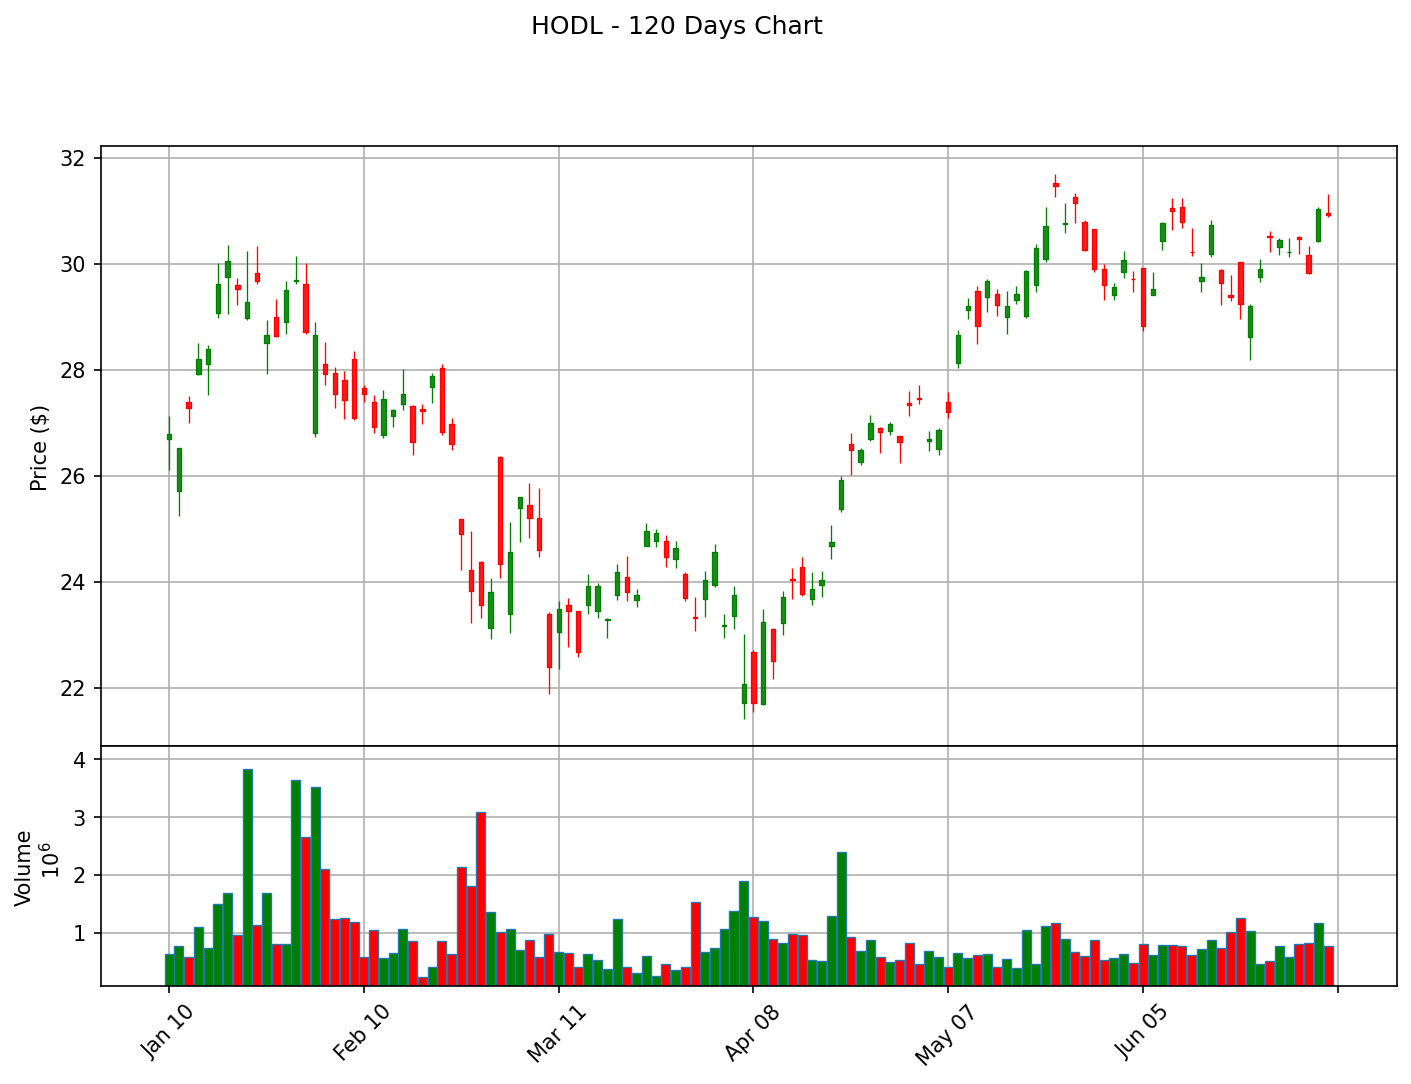 HODL - 120 Days Chart
32
30
28
26
24
22
Price ($)
4
3
2
1
Volume
10^6
Jan 10
Feb 10
Mar 11
Apr 08
May 07
Jun 05